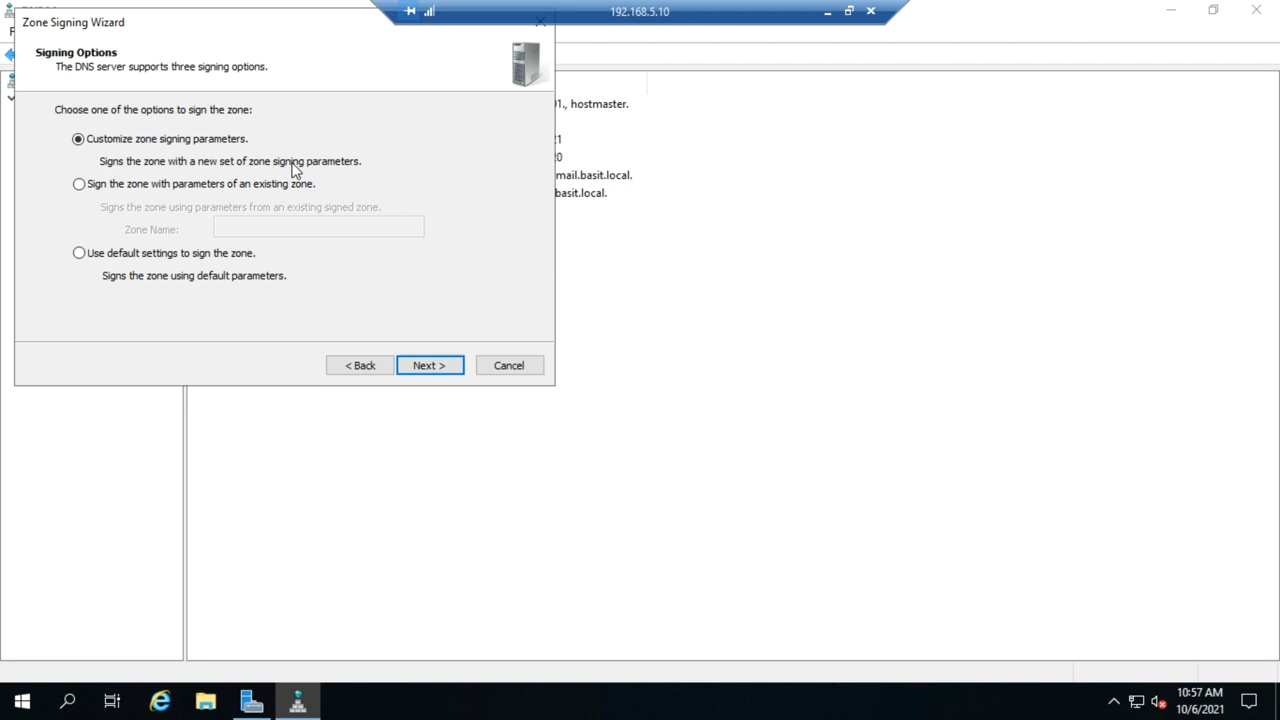 192.168.5.10
Zone Signing Wizard
Signing Options
The DNS server supports three signing options.
Choose one of the options to sign the zone:
Customize zone signing parameters.
Signs the zone with a new set of zone signing parameters.
Sign the zone with parameters of an existing zone.
Signs the zone using parameters from an existing signed zone.
Zone Name:
Use default settings to sign the zone.
Signs the zone using default parameters.
< Back
Next >
Cancel
1., hostmaster.
1
0
mail.basit.local.
basit.local.
10:57 AM
10/6/2021